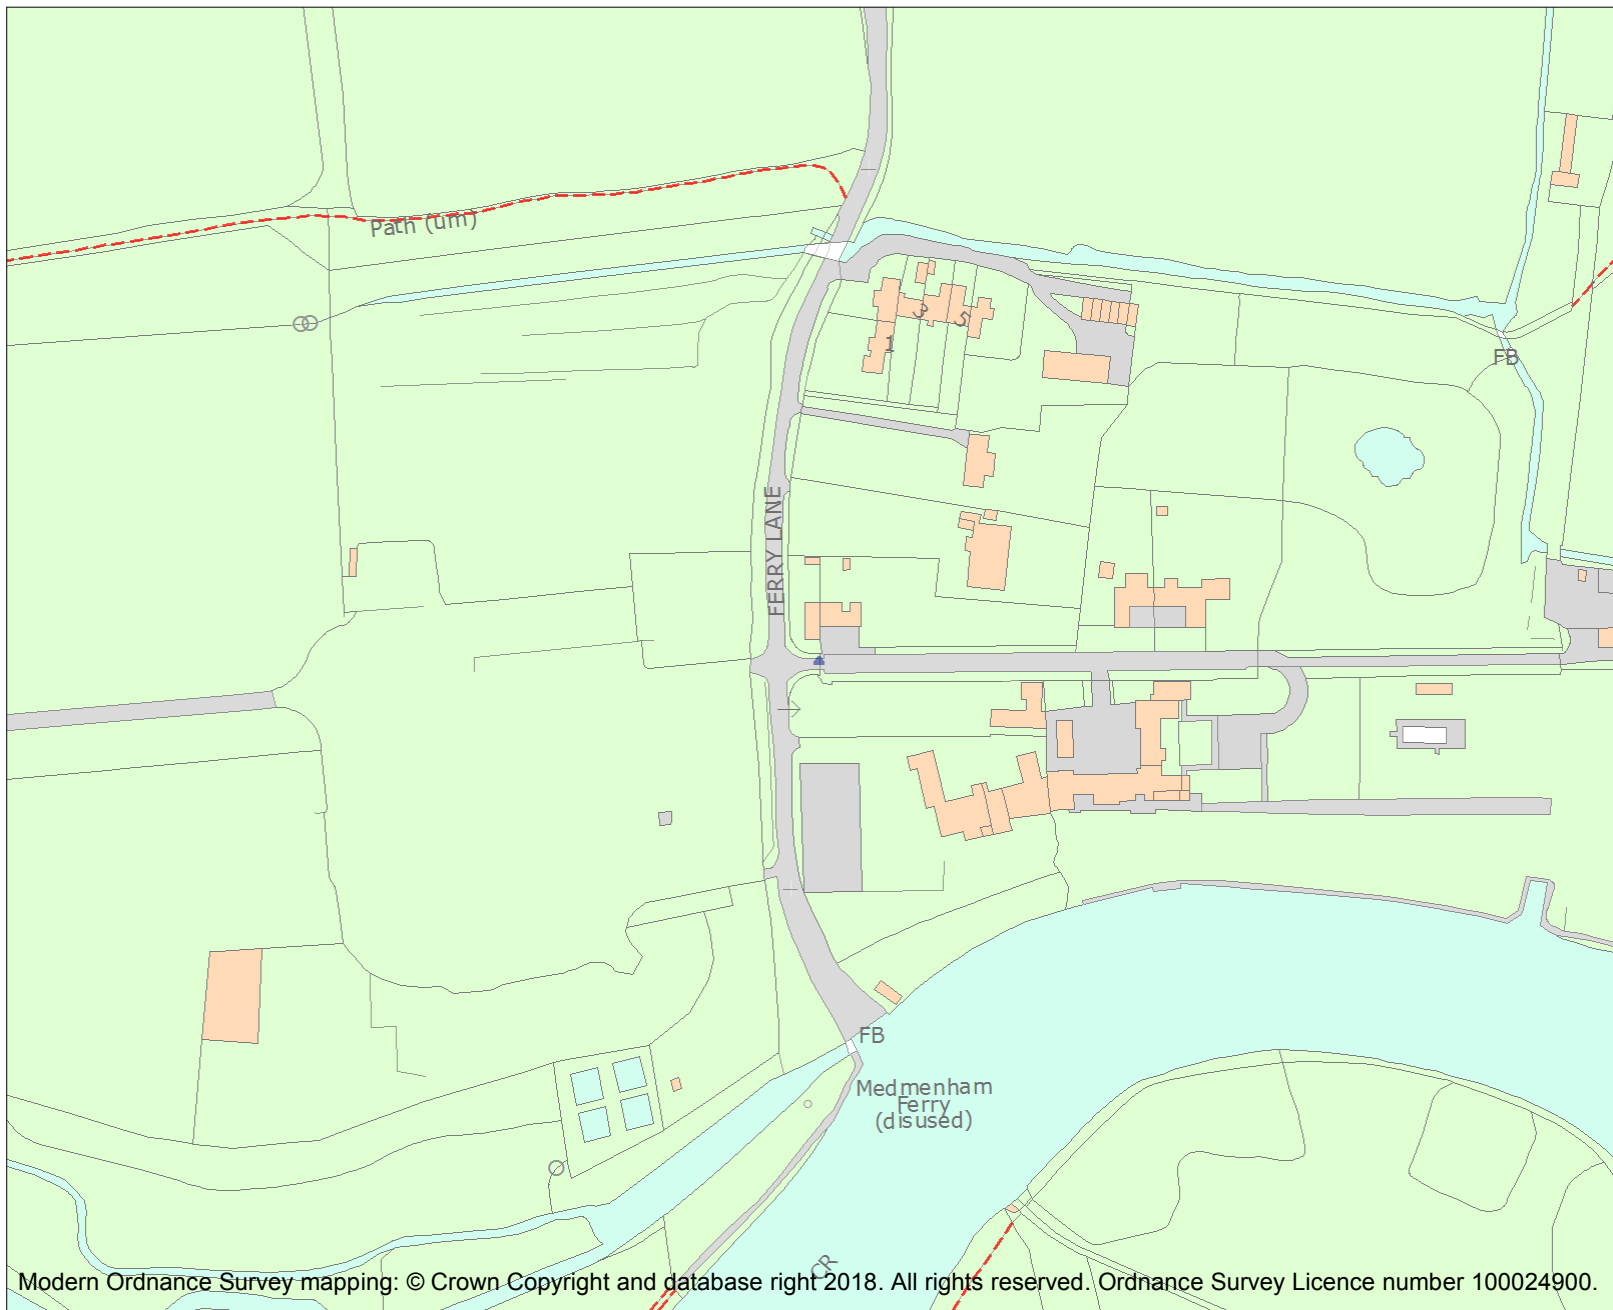 Path (um)
3
5
1
FB
FERRY LANE
FB
Medmenham
Ferry
(disused)
CR
Modern Ordnance Survey mapping: © Crown Copyright and database right 2018. All rights reserved. Ordnance Survey Licence number 100024900.